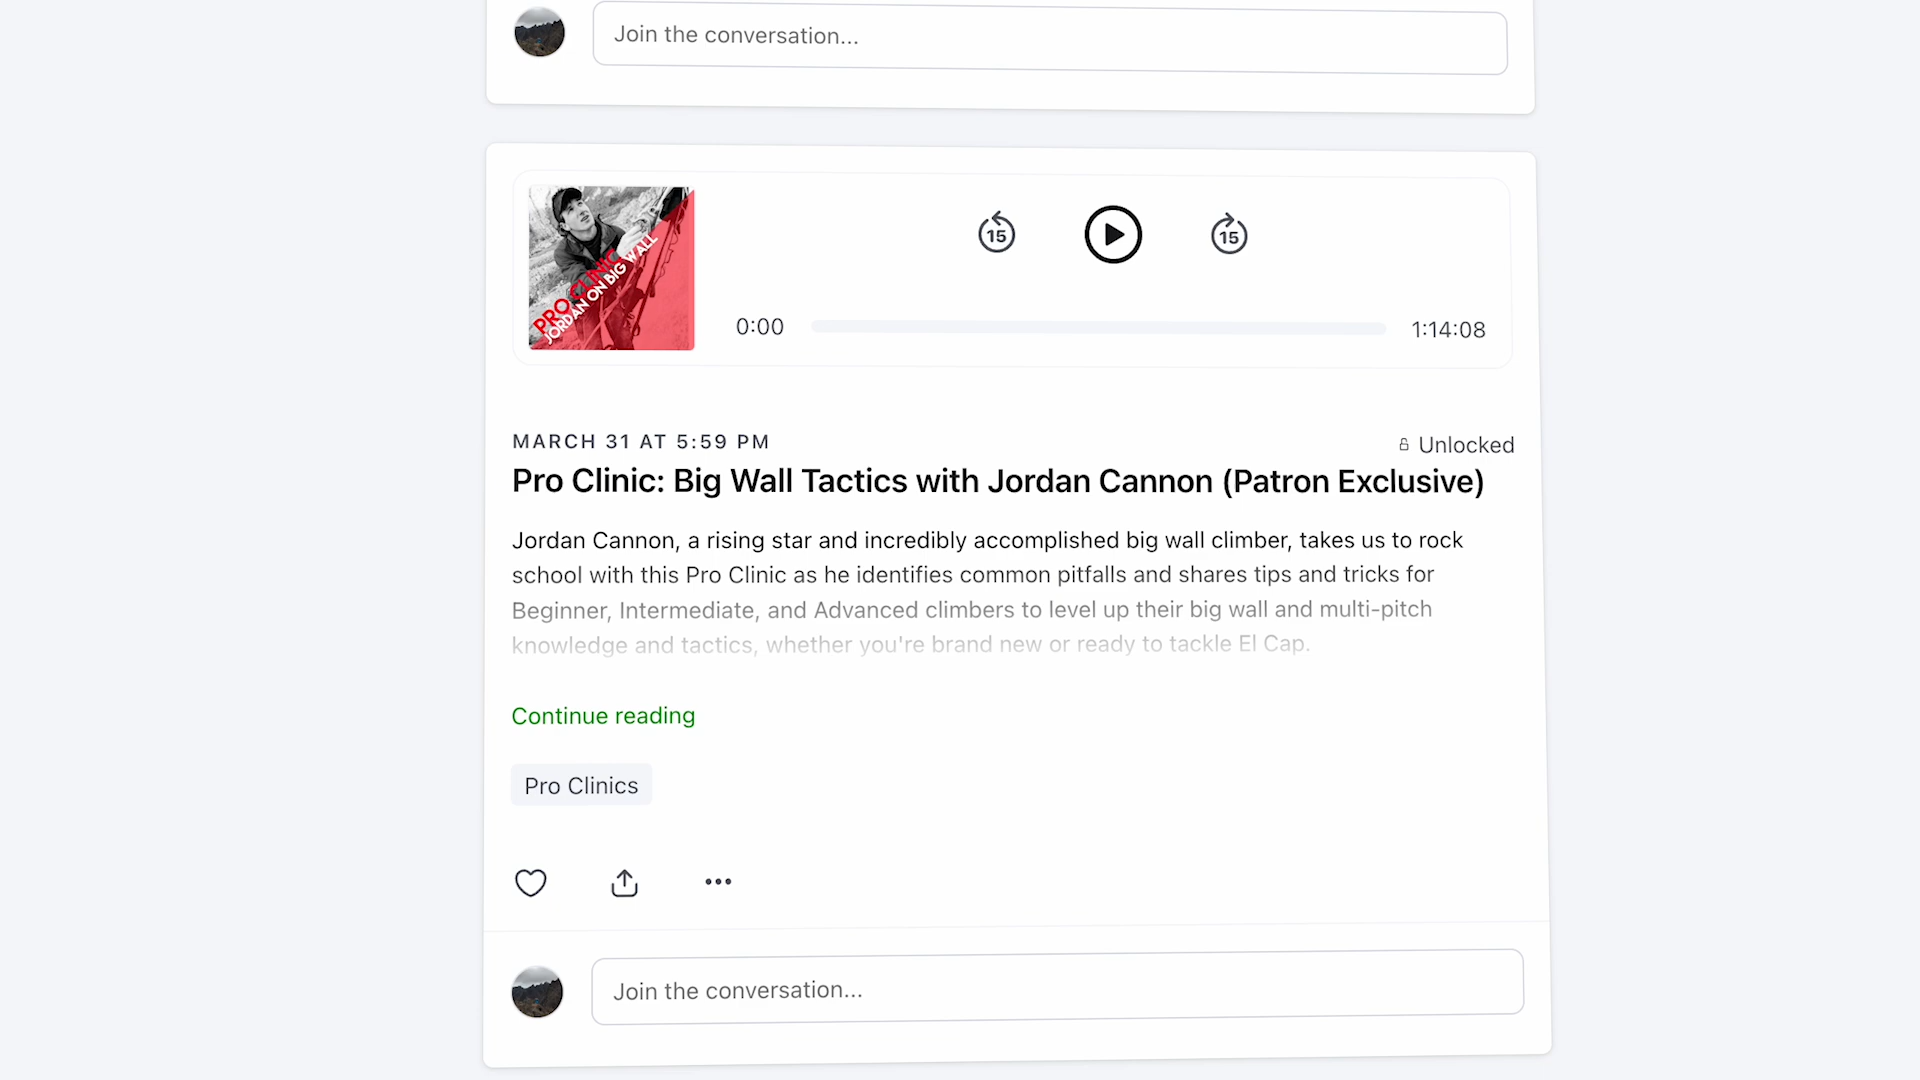 Join the conversation...
15
15
PRO CLINIC
JORDAN ON BIG WALL
0:00
1:14:08
MARCH 31 AT 5:59 PM
Unlocked
Pro Clinic: Big Wall Tactics with Jordan Cannon (Patron Exclusive)
Jordan Cannon, a rising star and incredibly accomplished big wall climber, takes us to rock
school with this Pro Clinic as he identifies common pitfalls and shares tips and tricks for
Beginner, Intermediate, and Advanced climbers to level up their big wall and multi-pitch
knowledge and tactics, whether you're brand new or ready to tackle El Cap.
Continue reading
Pro Clinics
Join the conversation...